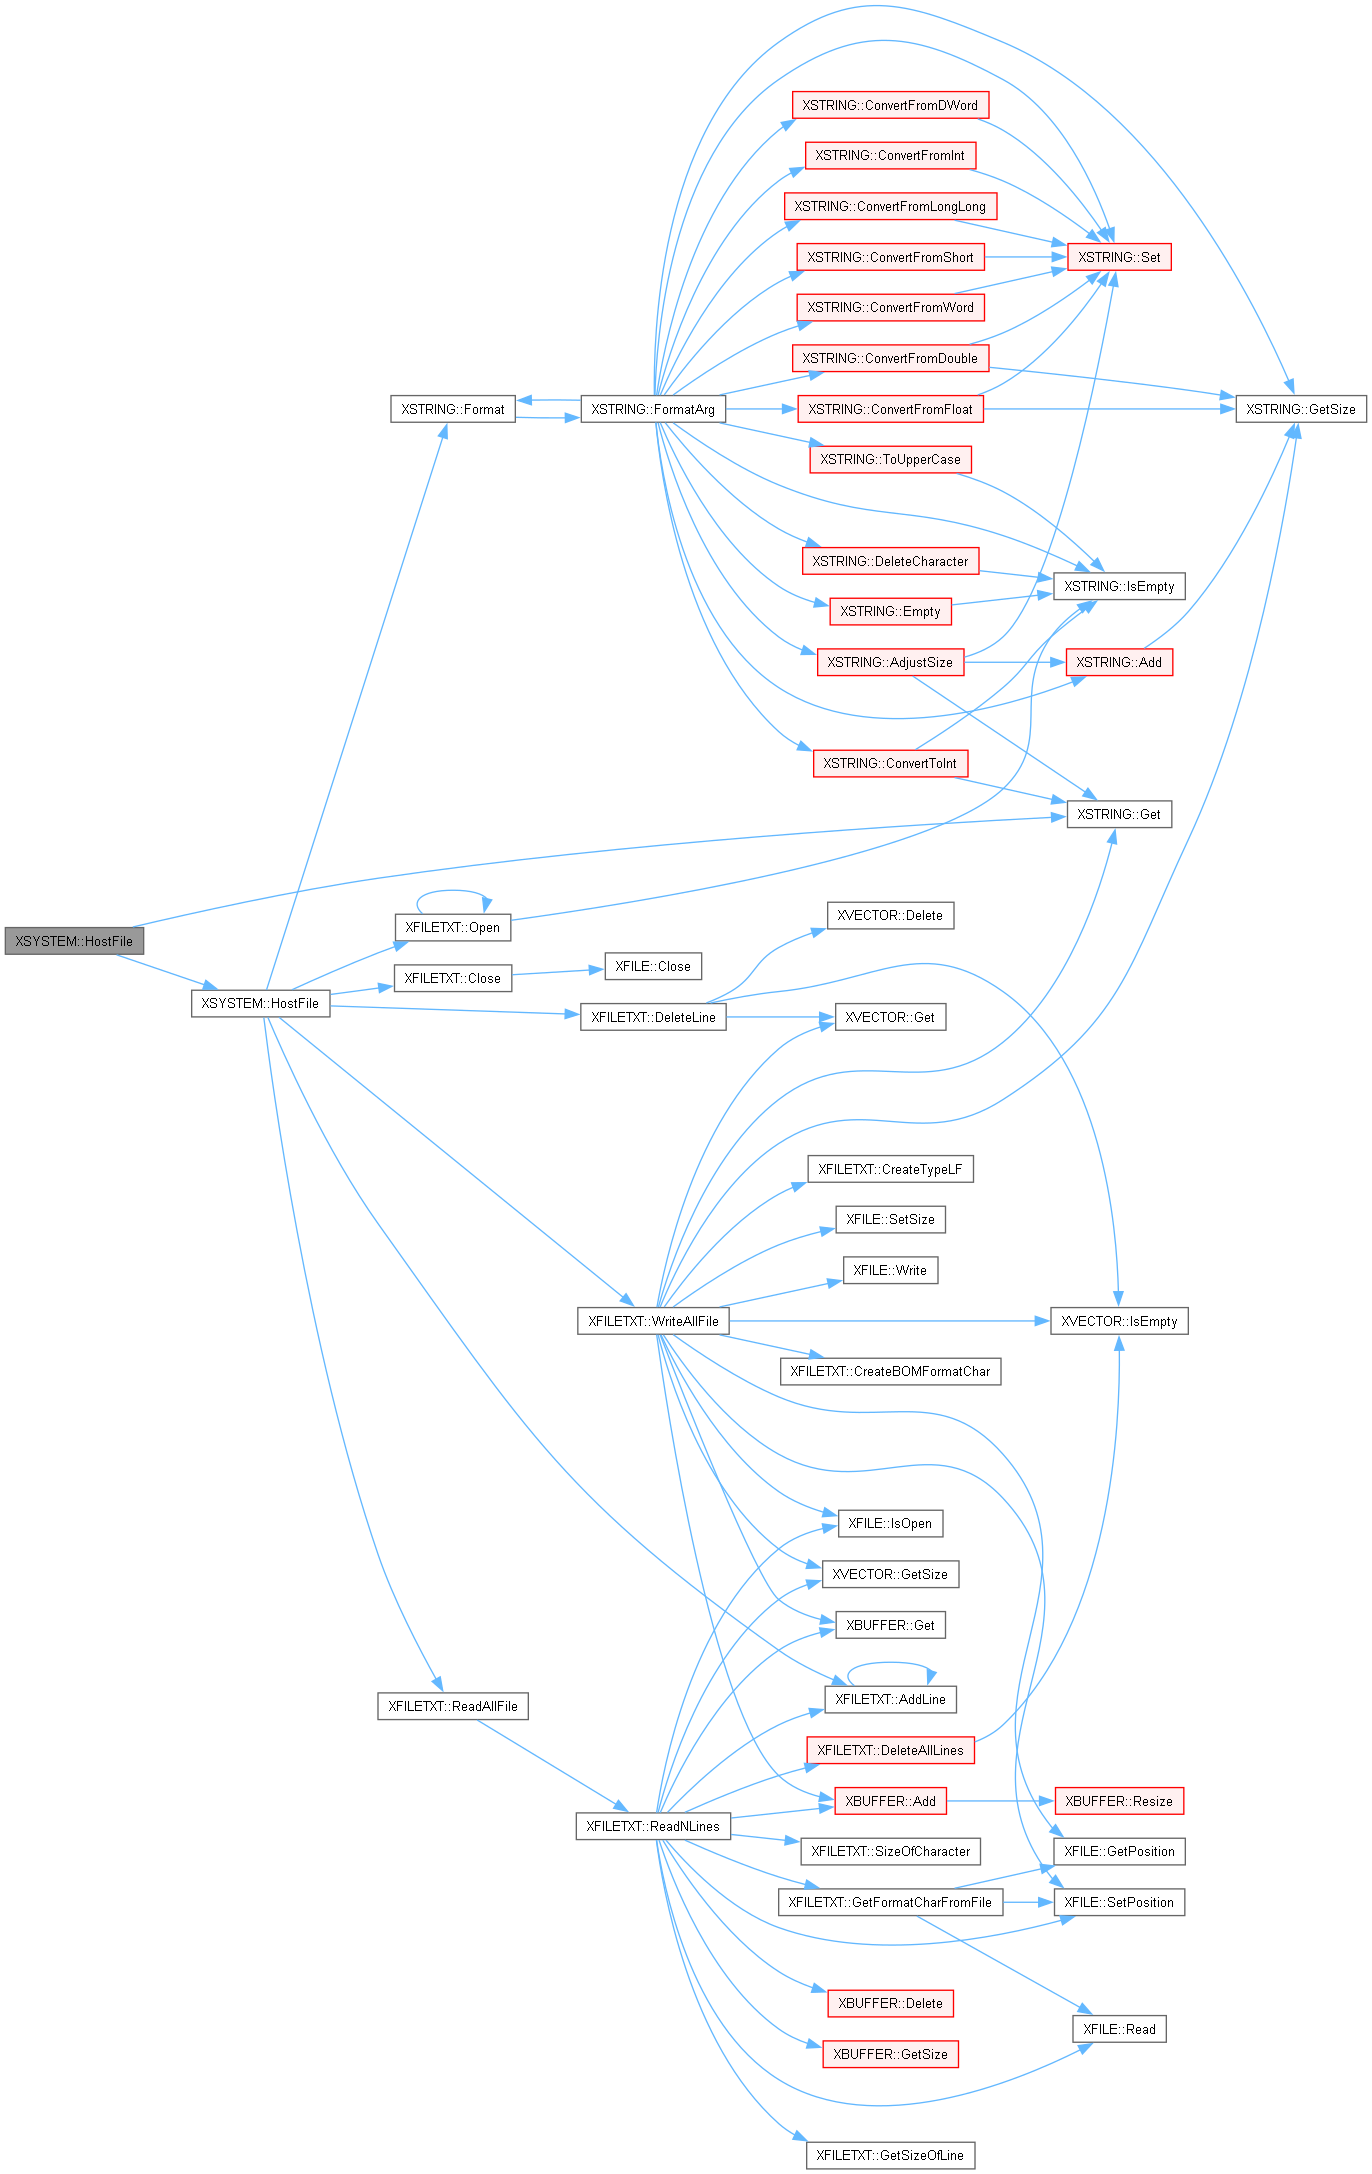 XSTRING::ConvertFromDWord
XSTRING::ConvertFromInt
XSTRING::ConvertFromLongLong
XSTRING::ConvertFromShort
XSTRING::Set
XSTRING::ConvertFromWord
XSTRING::ConvertFromDouble
XSTRING::Format
XSTRING::FormatArg
XSTRING::ConvertFromFloat
XSTRING::GetSize
XSTRING::ToUpperCase
XSTRING::DeleteCharacter
XSTRING::IsEmpty
XSTRING::Empty
XSTRING::AdjustSize
XSTRING::Add
XSTRING::ConvertToInt
XSTRING::Get
XVECTOR::Delete
XFILETXT::Open
XSYSTEM::HostFile
XFILE::Close
XFILETXT::Close
XSYSTEM::HostFile
XFILETXT::DeleteLine
XVECTOR::Get
XFILETXT::CreateTypeLF
XFILE::SetSize
XFILE::Write
XFILETXT::WriteAllFile
XVECTOR::IsEmpty
XFILETXT::CreateBOMFormatChar
XFILE::IsOpen
XVECTOR::GetSize
XBUFFER::Get
XFILETXT::AddLine
XFILETXT::ReadAllFile
XFILETXT::DeleteAllLines
XBUFFER::Add
XBUFFER::Resize
XFILETXT::ReadNLines
XFILETXT::SizeOfCharacter
XFILE::GetPosition
XFILETXT::GetFormatCharFromFile
XFILE::SetPosition
XBUFFER::Delete
XFILE::Read
XBUFFER::GetSize
XFILETXT::GetSizeOfLine